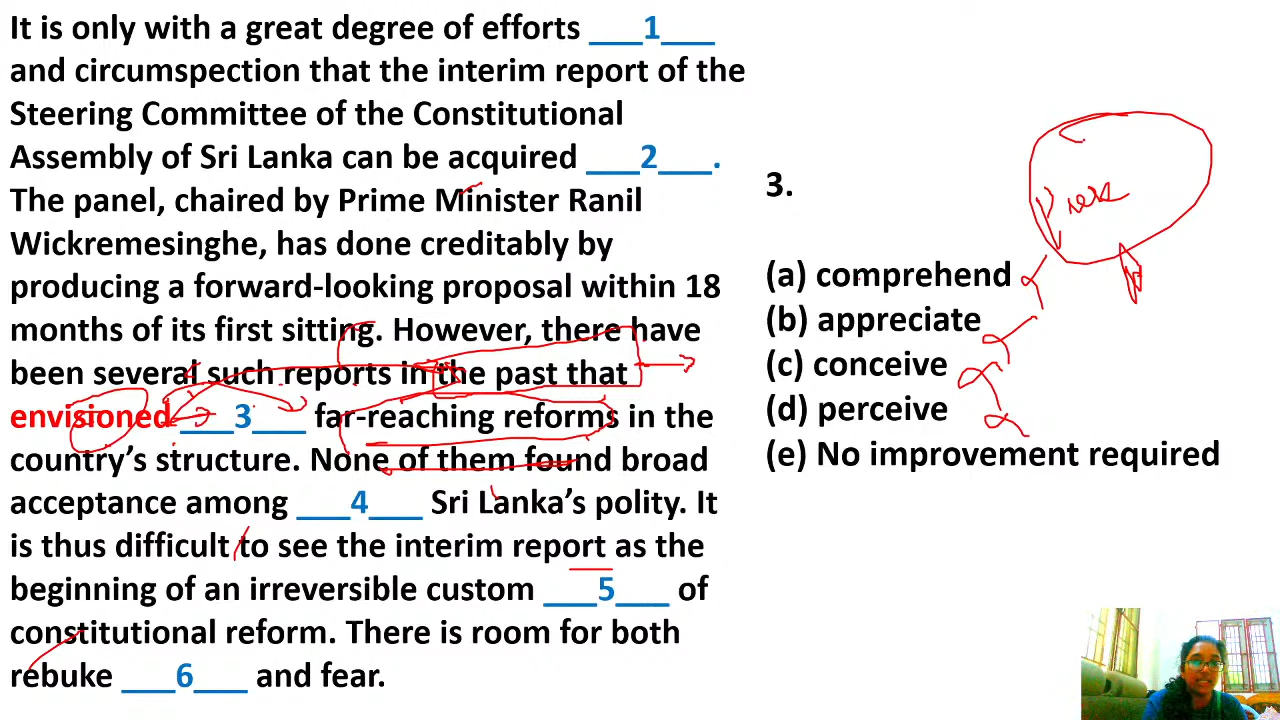 It is only with a great degree of efforts ___1___
and circumspection that the interim report of the
Steering Committee of the Constitutional
Assembly of Sri Lanka can be acquired ___2___.
The panel, chaired by Prime Minister Ranil
Wickremesinghe, has done creditably by
producing a forward-looking proposal within 18
months of its first sitting. However, there have
been several such reports in the past that
envisioned ___3___ far-reaching reforms in the
country’s structure. None of them found broad
acceptance among ___4___ Sri Lanka’s polity. It
is thus difficult to see the interim report as the
beginning of an irreversible custom ___5___ of
constitutional reform. There is room for both
rebuke ___6___ and fear.
3.
(a) comprehend
(b) appreciate
(c) conceive
(d) perceive
(e) No improvement required